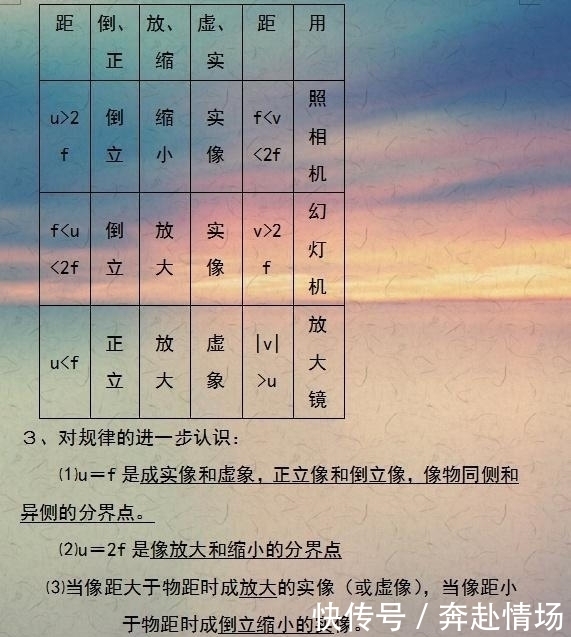 距 倒、 放、 虚、 距 用
正 缩 实
u>2f 倒立 缩小 实像 f<v<2f 照相机
f<u<2f 倒立 放大 实像 v>2f 幻灯机
u<f 正立 放大 虚象 |v|>u 放大镜
３、对规律的进一步认识：
⑴u＝f 是成实像和虚象，正立像和倒立像，像物同侧和
异侧的分界点。
⑵u＝2f 是像放大和缩小的分界点
⑶当像距大于物距时成放大的实像（或虚像），当像距小
于物距时成倒立缩小的实像。
快传号 / 奔赴情场